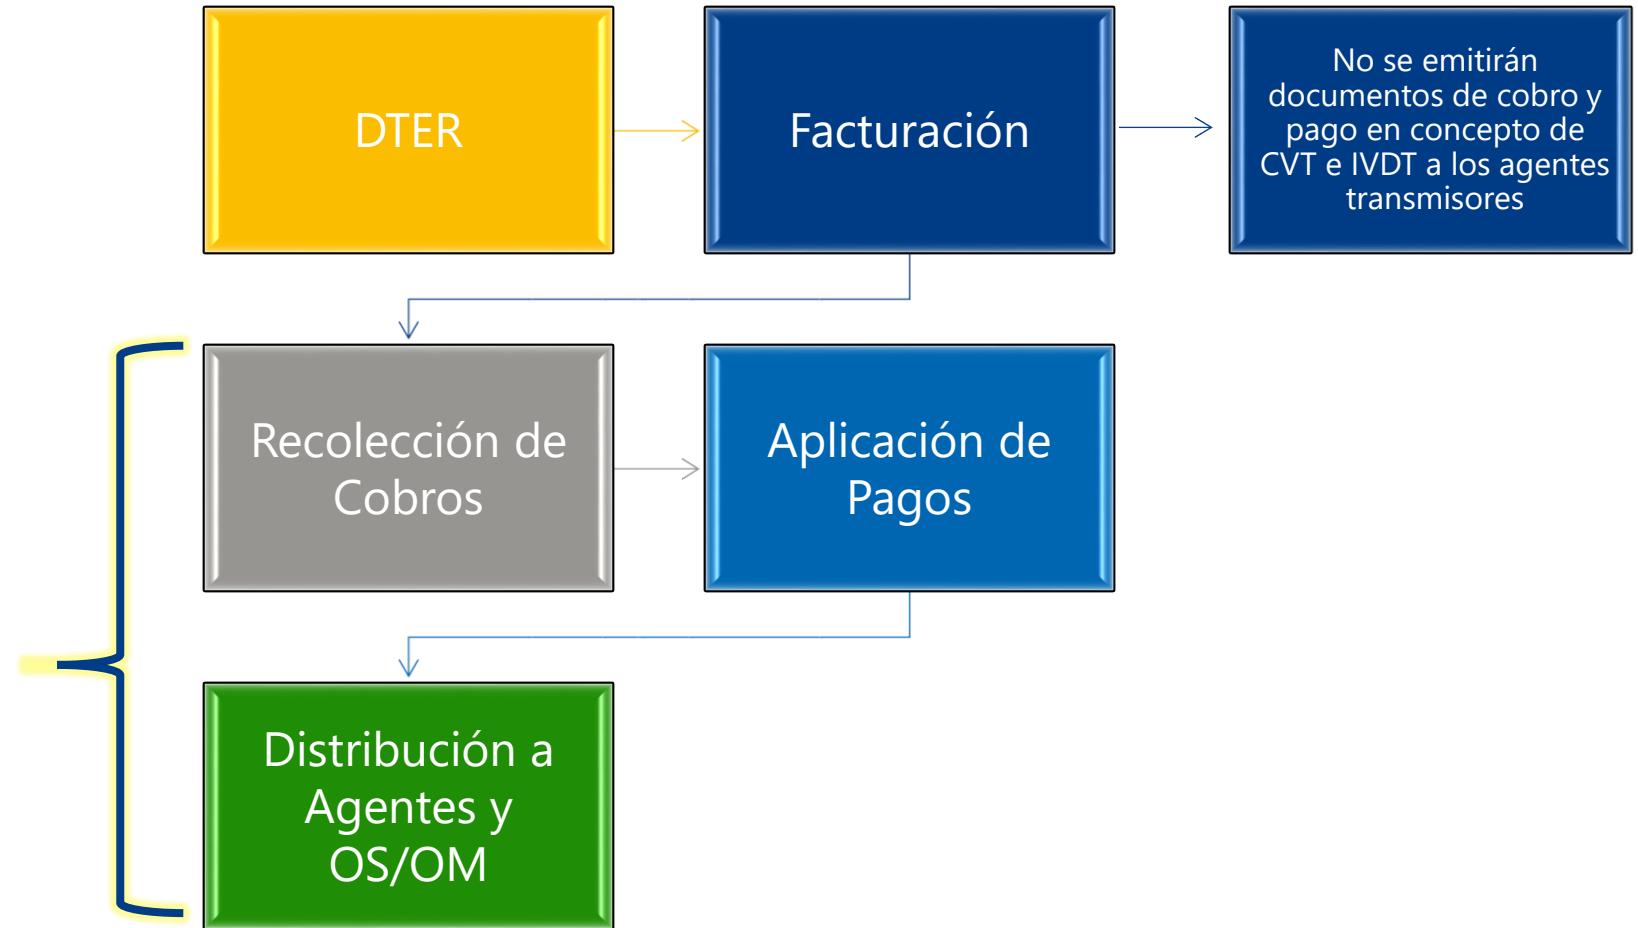 DTER
Facturación
No se emitirán
documentos de cobro y
pago en concepto de
CVT e IVDT a los agentes
transmisores
Recolección de
Cobros
Aplicación de
Pagos
Distribución a
Agentes y
OS/OM